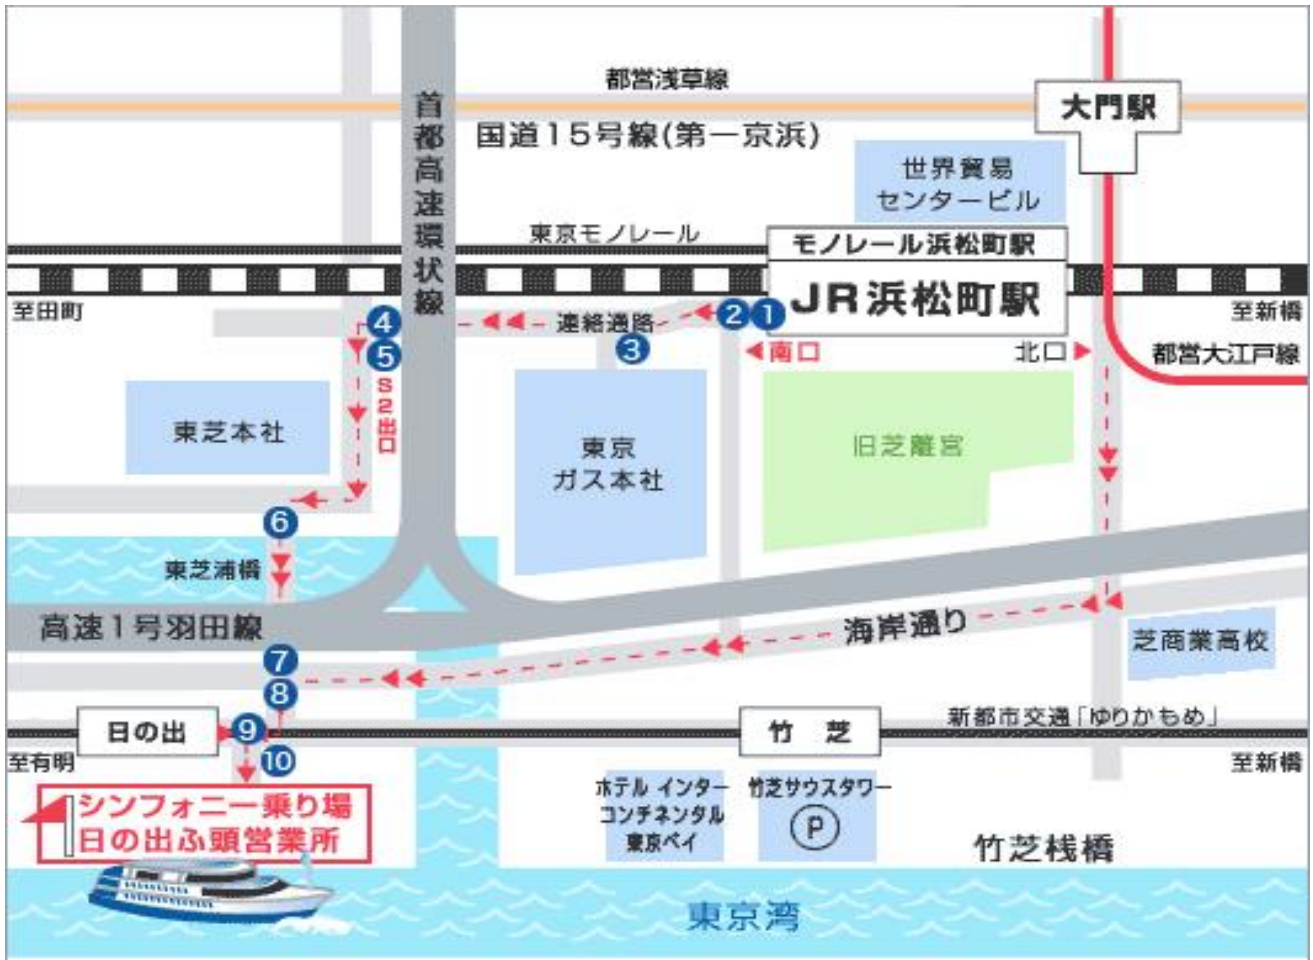 都営浅草線
大門駅
国道15号線(第一京浜)
首都高速環状線
世界貿易
センタービル
東京モノレール
モノレール浜松町駅
JR浜松町駅
至田町
至新橋
4
連絡通路
2
1
3
5
南口
北口
都営大江戸線
S2出口
東芝本社
東京
ガス本社
旧芝離宮
6
東芝浦橋
高速1号羽田線
海岸通り
芝商業高校
7
8
日の出
9
竹 芝
新都市交通「ゆりかもめ」
至有明
10
至新橋
シンフォニー乗り場
日の出ふ頭営業所
ホテル インター
コンチネンタル
東京ベイ
竹芝サウスタワー
P
竹芝桟橋
東京湾